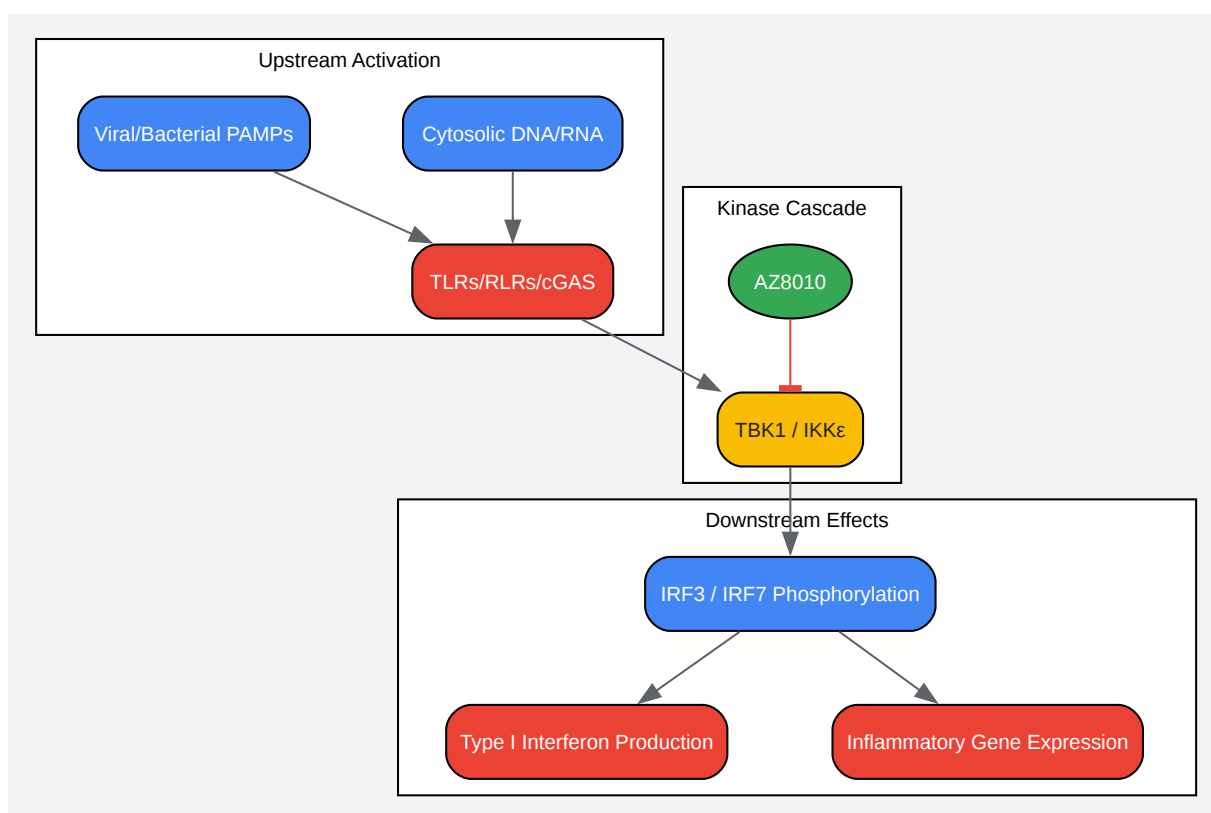 Upstream Activation
Viral/Bacterial PAMPs
Cytosolic DNA/RNA
TLRs/RLRs/cGAS
Kinase Cascade
AZ8010
TBK1 / IKKε
Downstream Effects
IRF3 / IRF7 Phosphorylation
Type I Interferon Production
Inflammatory Gene Expression